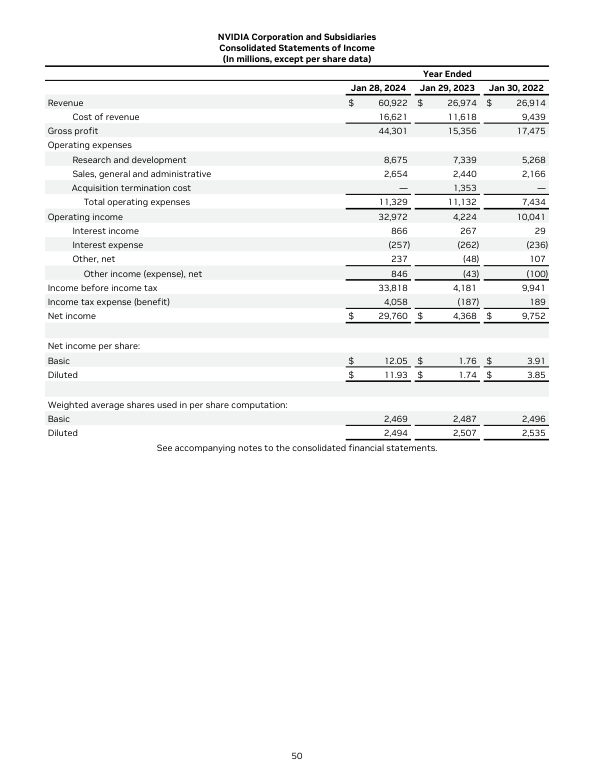 NVIDIA Corporation and Subsidiaries
Consolidated Statements of Income
(In millions, except per share data)
Year Ended
Jan 28, 2024 Jan 29, 2023 Jan 30, 2022
Revenue $ 60,922 $ 26,974 $ 26,914
Cost of revenue 16,621 11,618 9,439
Gross profit 44,301 15,356 17,475
Operating expenses
Research and development 8,675 7,339 5,268
Sales, general and administrative 2,654 2,440 2,166
Acquisition termination cost — 1,353 —
Total operating expenses 11,329 11,132 7,434
Operating income 32,972 4,224 10,041
Interest income 866 267 29
Interest expense (257) (262) (236)
Other, net 237 (48) 107
Other income (expense), net 846 (43) (100)
Income before income tax 33,818 4,181 9,941
Income tax expense (benefit) 4,058 (187) 189
Net income $ 29,760 $ 4,368 $ 9,752
Net income per share:
Basic $ 12.05 $ 1.76 $ 3.91
Diluted $ 11.93 $ 1.74 $ 3.85
Weighted average shares used in per share computation:
Basic 2,469 2,487 2,496
Diluted 2,494 2,507 2,535
See accompanying notes to the consolidated financial statements.
50